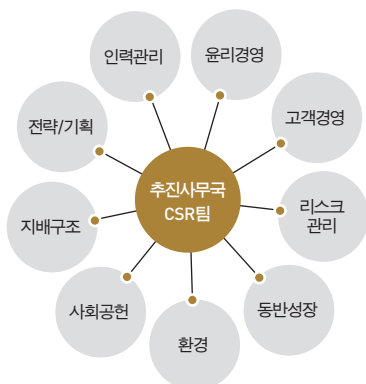 인력관리
윤리경영
전략/기획
고객경영
추진사무국
CSR팀
지배구조
리스크
관리
사회공헌
동반성장
환경